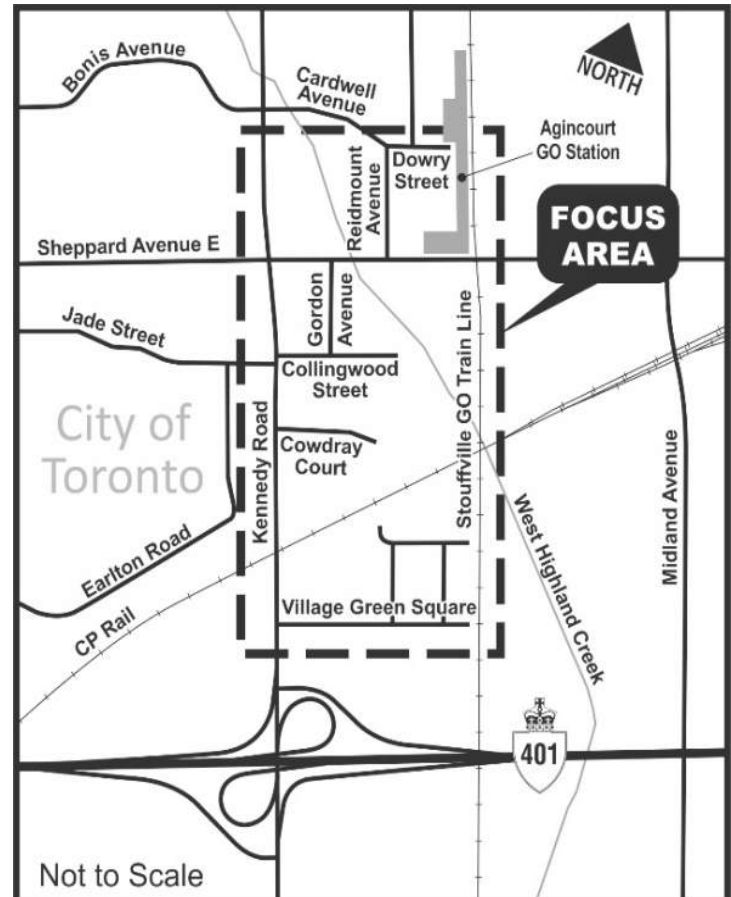 Bonis Avenue
Cardwell
Avenue
NORTH
Agincourt
GO Station
Dowry
Street
Reidmount
Avenue
FOCUS
AREA
Sheppard Avenue E
Gordon
Avenue
Jade Street
Collingwood
Street
City of
Toronto
Kennedy Road
Cowdray
Court
Stouffville GO Train Line
Midland Avenue
West Highland Creek
Earlton Road
CP Rail
Village Green Square
401
Not to Scale